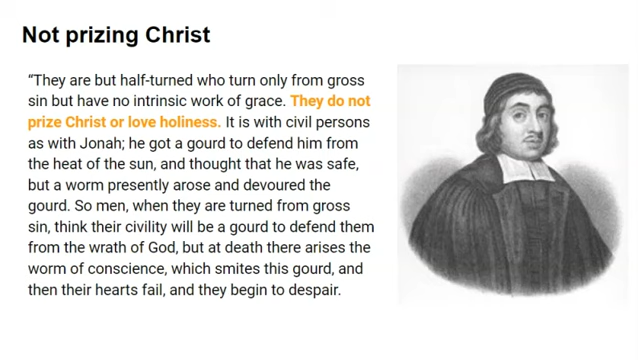 Not prizing Christ
“They are but half-turned who turn only from gross
sin but have no intrinsic work of grace. They do not
prize Christ or love holiness. It is with civil persons
as with Jonah; he got a gourd to defend him from
the heat of the sun, and thought that he was safe,
but a worm presently arose and devoured the
gourd. So men, when they are turned from gross
sin, think their civility will be a gourd to defend them
from the wrath of God, but at death there arises the
worm of conscience, which smites this gourd, and
then their hearts fail, and they begin to despair.